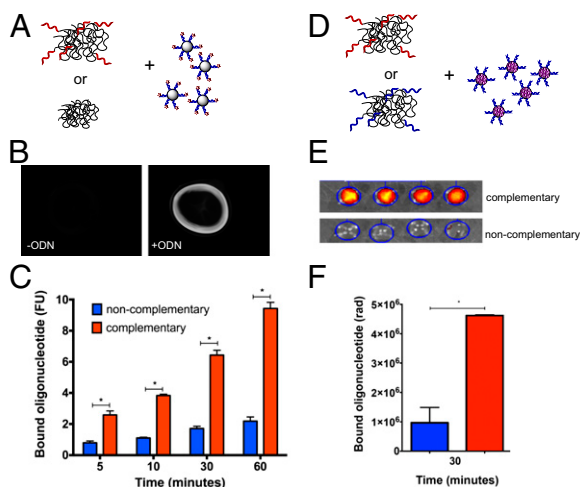 A
or
+
B
-ODN
+ODN
C
Bound oligonucleotide (FU)
10
8
6
4
2
0
non-complementary
complementary
*
*
*
*
5 10 30 60
Time (minutes)
D
or
+
E
complementary
non-complementary
F
Bound oligonucleotide (rad)
5×10⁶
4×10⁶
3×10⁶
2×10⁶
1×10⁶
0
30
Time (minutes)